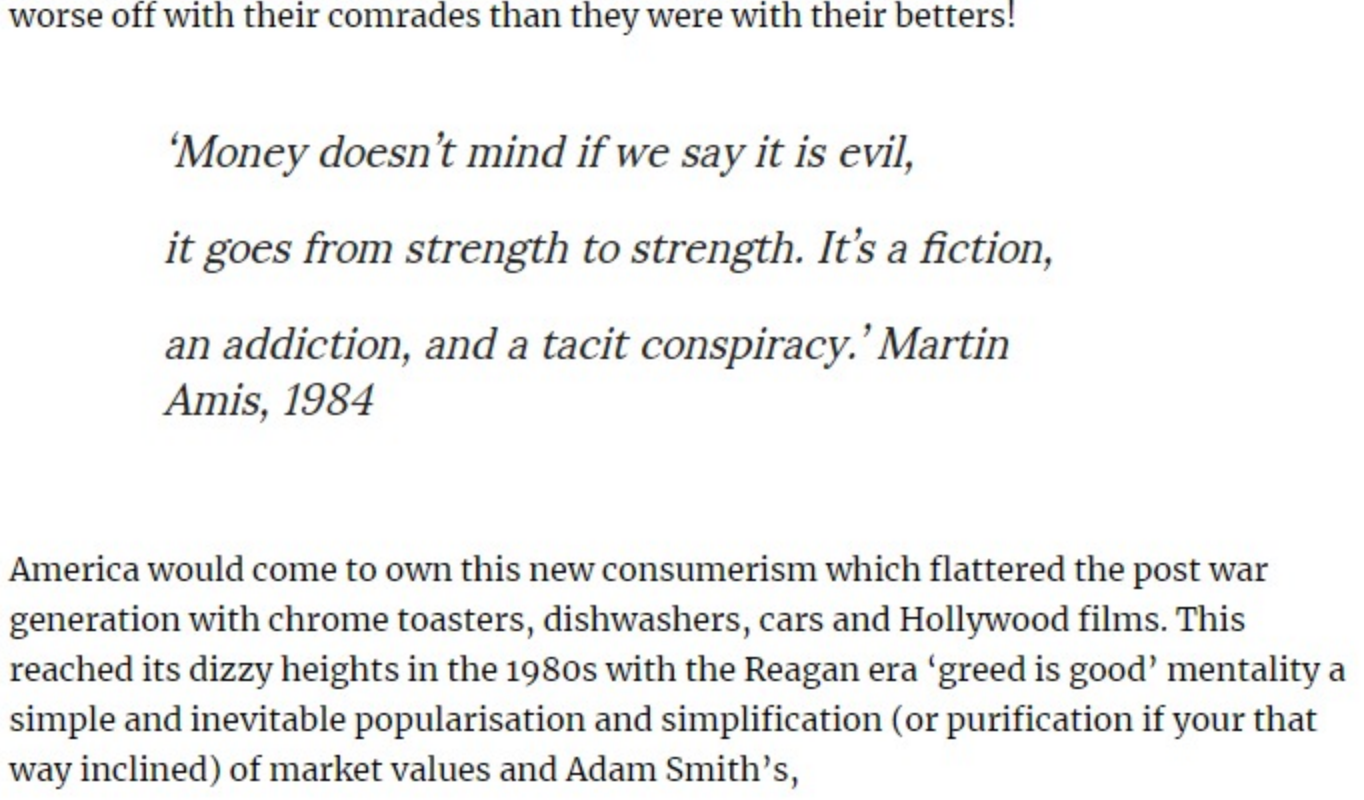 worse off with their comrades than they were with their betters!
‘Money doesn’t mind if we say it is evil,
it goes from strength to strength. It’s a fiction,
an addiction, and a tacit conspiracy.’ Martin
Amis, 1984
America would come to own this new consumerism which flattered the post war
generation with chrome toasters, dishwashers, cars and Hollywood films. This
reached its dizzy heights in the 1980s with the Reagan era ‘greed is good’ mentality a
simple and inevitable popularisation and simplification (or purification if your that
way inclined) of market values and Adam Smith’s,